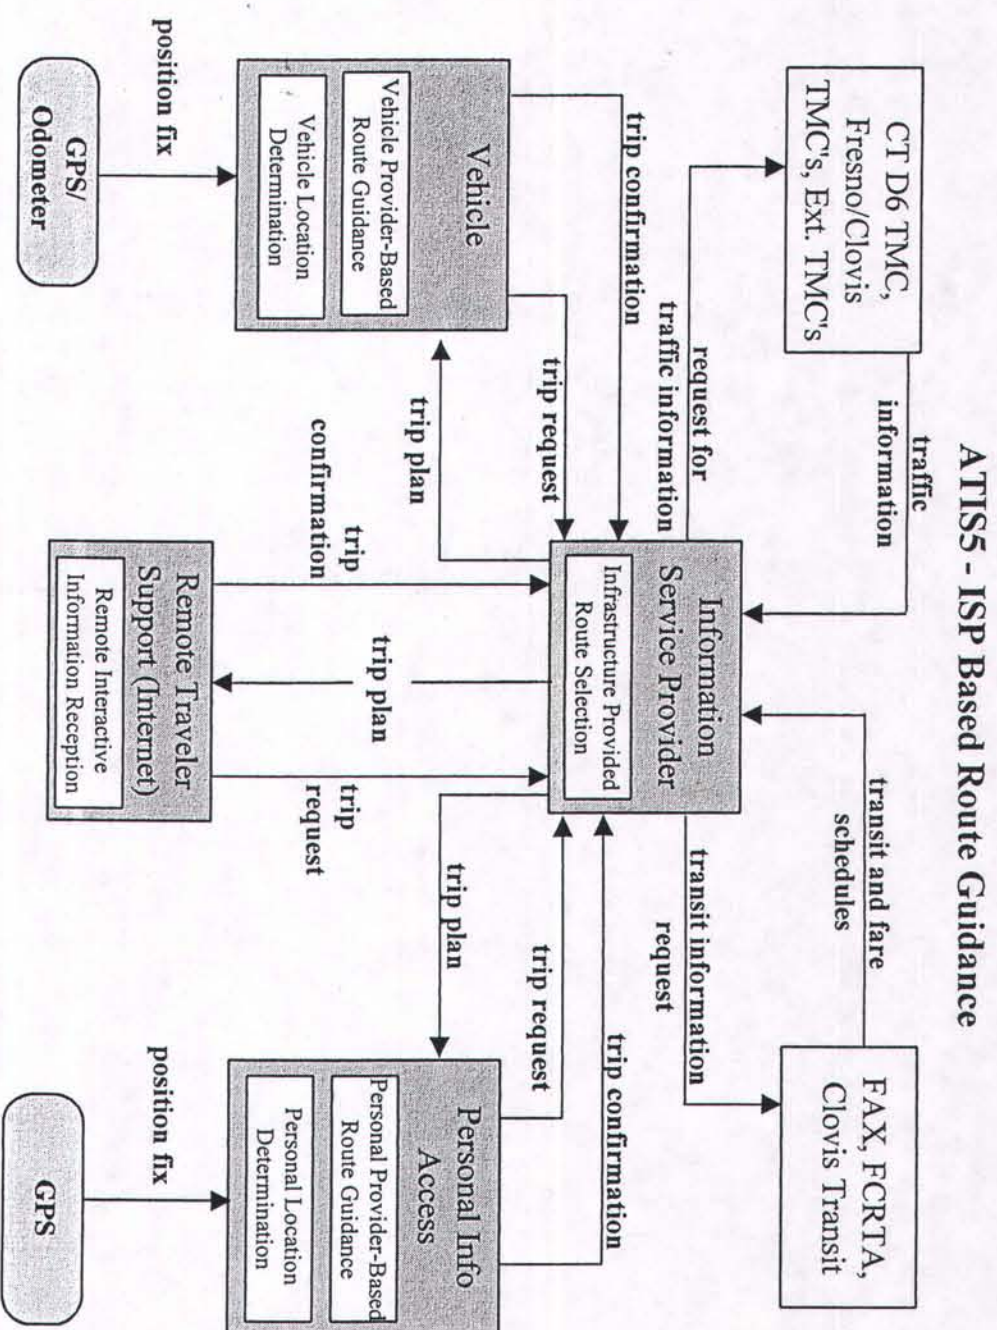 ATIS5 - ISP Based Route Guidance
CT D6 TMC,
Fresno/Clovis
TMC's, Ext. TMC's
traffic
information
transit and fare
schedules
FAX, FCRTA,
Clovis Transit
request for
traffic information
transit information
request
trip confirmation
trip request
Information
Service Provider
Infrastructure Provided
Route Selection
trip confirmation
trip request
Vehicle
Vehicle Provider-Based
Route Guidance
Vehicle Location
Determination
trip plan
trip plan
Personal Info
Access
Personal Provider-Based
Route Guidance
Personal Location
Determination
trip
confirmation
trip plan
trip
request
position fix
Remote Traveler
Support (Internet)
Remote Interactive
Information Reception
position fix
GPS/
Odometer
GPS